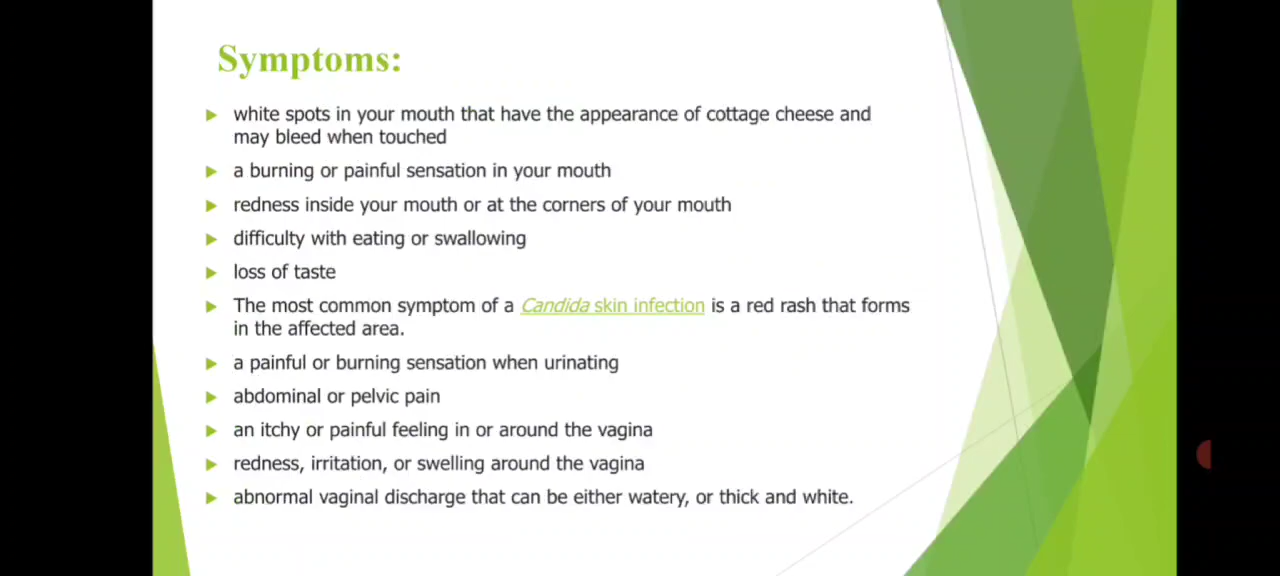 Symptoms:
white spots in your mouth that have the appearance of cottage cheese and
may bleed when touched
a burning or painful sensation in your mouth
redness inside your mouth or at the corners of your mouth
difficulty with eating or swallowing
loss of taste
The most common symptom of a Candida skin infection is a red rash that forms
in the affected area.
a painful or burning sensation when urinating
abdominal or pelvic pain
an itchy or painful feeling in or around the vagina
redness, irritation, or swelling around the vagina
abnormal vaginal discharge that can be either watery, or thick and white.